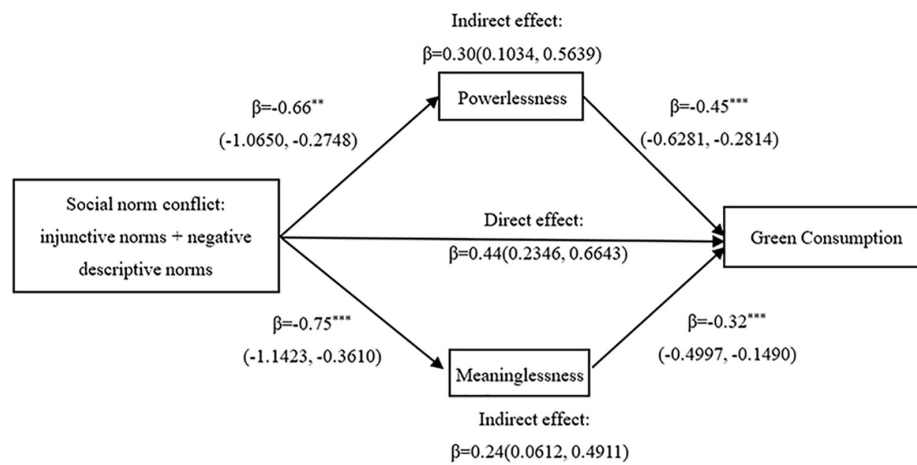 Indirect effect:
β=0.30(0.1034, 0.5639)
Powerlessness
β=-0.66**
(-1.0650, -0.2748)
β=-0.45***
(-0.6281, -0.2814)
Social norm conflict:
injunctive norms + negative
descriptive norms
Direct effect:
β=0.44(0.2346, 0.6643)
Green Consumption
β=-0.75***
(-1.1423, -0.3610)
β=-0.32***
(-0.4997, -0.1490)
Meaninglessness
Indirect effect:
β=0.24(0.0612, 0.4911)